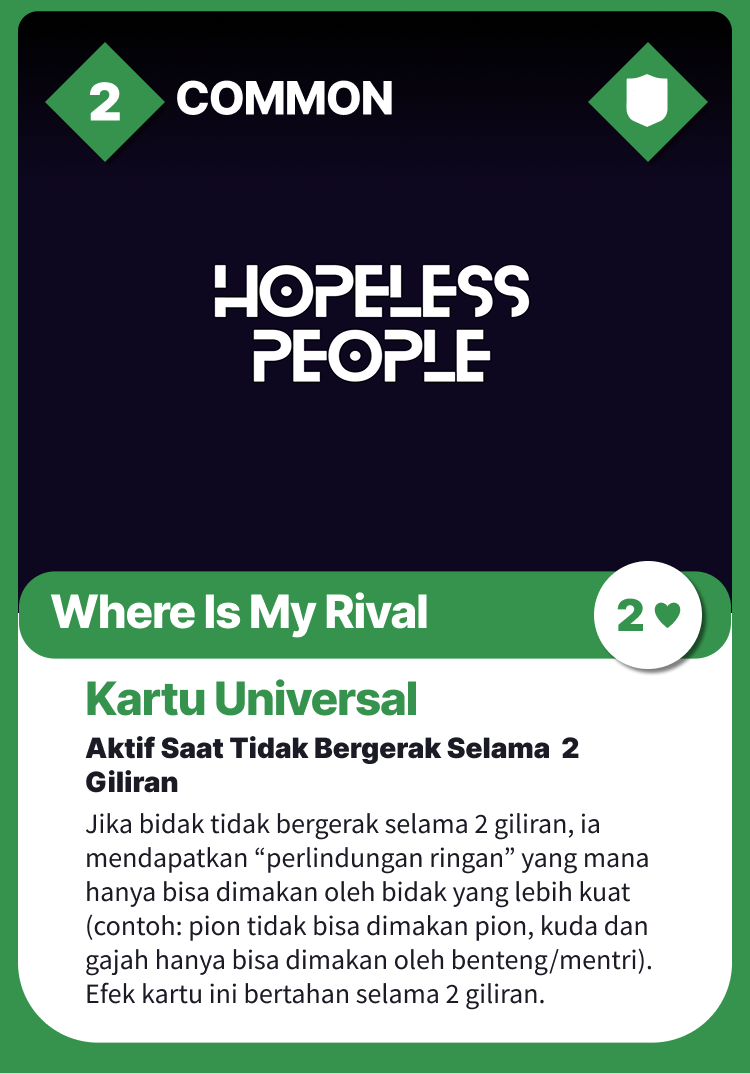 2 COMMON
HOPELESS
PEOPLE
Where Is My Rival
2
Kartu Universal
Aktif Saat Tidak Bergerak Selama 2
Giliran
Jika bidak tidak bergerak selama 2 giliran, ia
mendapatkan “perlindungan ringan” yang mana
hanya bisa dimakan oleh bidak yang lebih kuat
(contoh: pion tidak bisa dimakan pion, kuda dan
gajah hanya bisa dimakan oleh benteng/mentri).
Efek kartu ini bertahan selama 2 giliran.